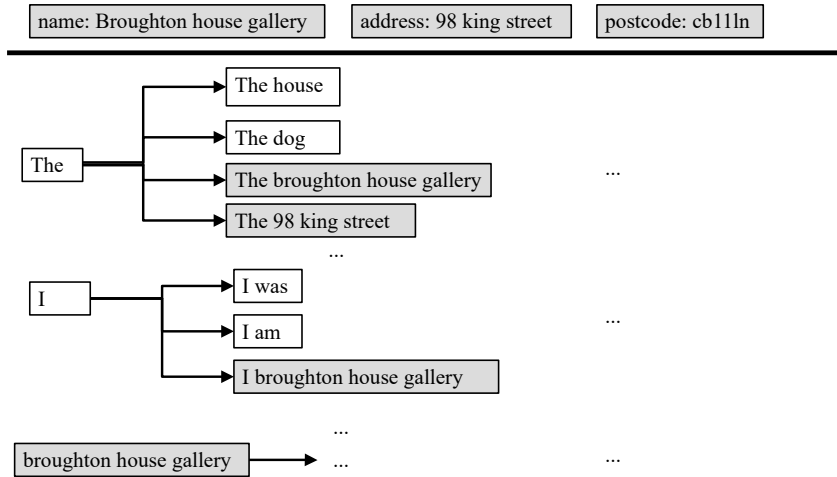 name: Broughton house gallery address: 98 king street postcode: cb11ln
The house
The dog
The
The broughton house gallery
...
The 98 king street
...
I was
I
I am
...
I broughton house gallery
...
broughton house gallery ... ...